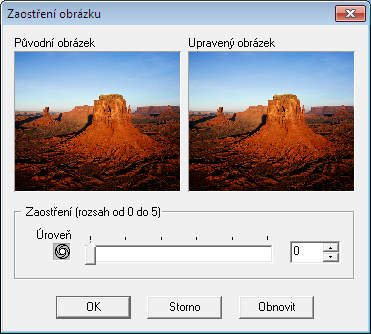 Zaostření obrázku
Původní obrázek
Upravený obrázek
Zaostření (rozsah od 0 do 5)
Úroveň
0
OK
Storno
Obnovit